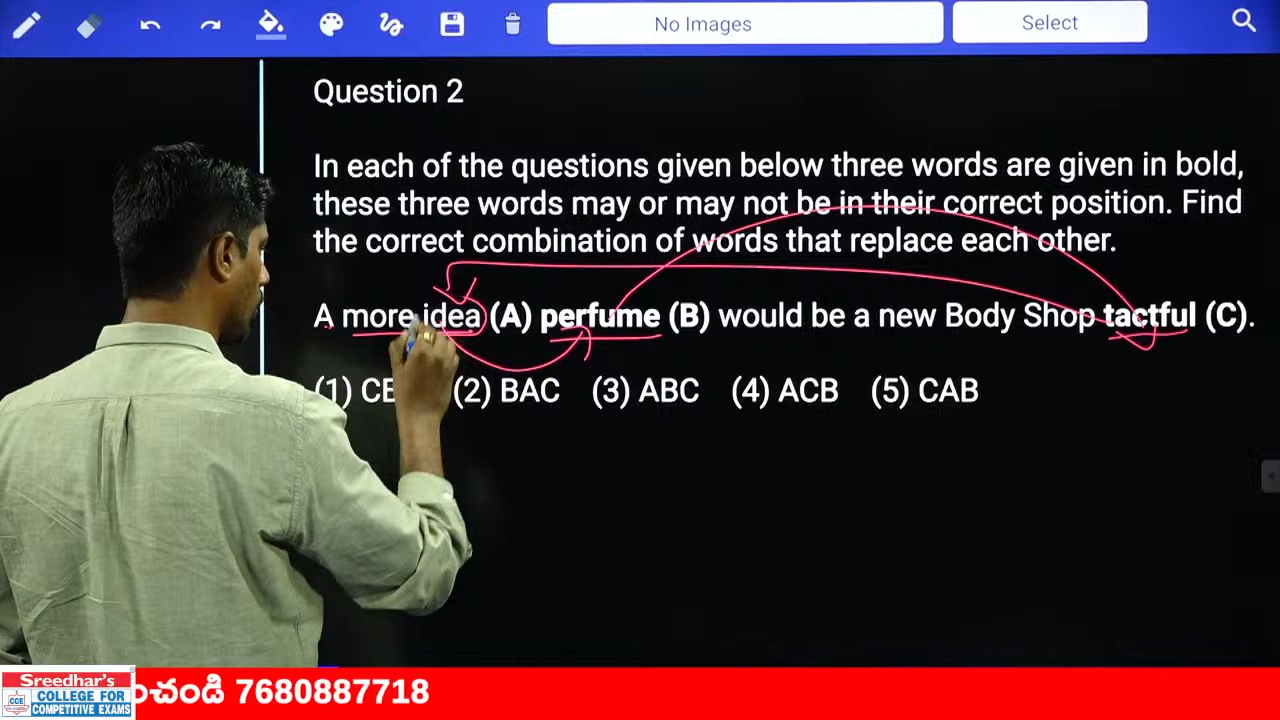 No Images
Select
Question 2
In each of the questions given below three words are given in bold,
these three words may or may not be in their correct position. Find
the correct combination of words that replace each other.
A more idea (A) perfume (B) would be a new Body Shop tactful (C).
(1) CB (2) BAC (3) ABC (4) ACB (5) CAB
Sreedhar's
CCE
COLLEGE FOR
COMPETITIVE EXAMS
ంచండి 7680887718